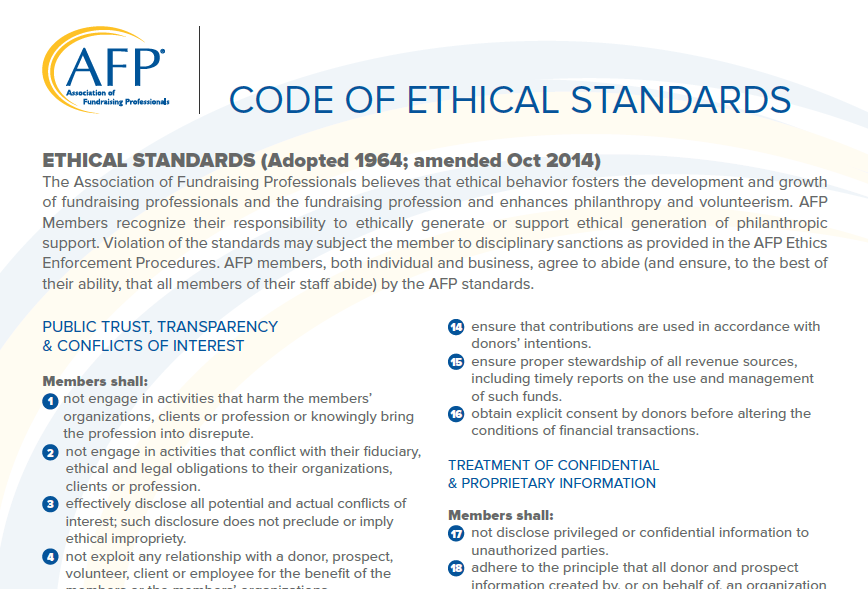 AFP®
Association of
Fundraising Professionals
CODE OF ETHICAL STANDARDS
ETHICAL STANDARDS (Adopted 1964; amended Oct 2014)
The Association of Fundraising Professionals believes that ethical behavior fosters the development and growth
of fundraising professionals and the fundraising profession and enhances philanthropy and volunteerism. AFP
Members recognize their responsibility to ethically generate or support ethical generation of philanthropic
support. Violation of the standards may subject the member to disciplinary sanctions as provided in the AFP Ethics
Enforcement Procedures. AFP members, both individual and business, agree to abide (and ensure, to the best of
their ability, that all members of their staff abide) by the AFP standards.
PUBLIC TRUST, TRANSPARENCY
& CONFLICTS OF INTEREST
Members shall:
1 not engage in activities that harm the members'
organizations, clients or profession or knowingly bring
the profession into disrepute.
2 not engage in activities that conflict with their fiduciary,
ethical and legal obligations to their organizations,
clients or profession.
3 effectively disclose all potential and actual conflicts of
interest; such disclosure does not preclude or imply
ethical impropriety.
4 not exploit any relationship with a donor, prospect,
volunteer, client or employee for the benefit of the
members or the members' organizations.
14 ensure that contributions are used in accordance with
donors' intentions.
15 ensure proper stewardship of all revenue sources,
including timely reports on the use and management
of such funds.
16 obtain explicit consent by donors before altering the
conditions of financial transactions.
TREATMENT OF CONFIDENTIAL
& PROPRIETARY INFORMATION
Members shall:
17 not disclose privileged or confidential information to
unauthorized parties.
18 adhere to the principle that all donor and prospect
information created by, or on behalf of, an organization